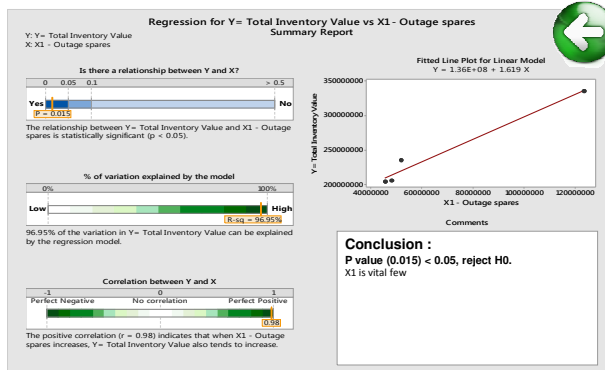 Regression for Y= Total Inventory Value vs X1 - Outage spares
Summary Report
Y: Y= Total Inventory Value
X: X1 - Outage spares
Is there a relationship between Y and X?
0 0.05 0.1 > 0.5
Yes No
P = 0.015
The relationship between Y= Total Inventory Value and X1 - Outage
spares is statistically significant (p < 0.05).
% of variation explained by the model
0% 100%
Low High
R-sq = 96.95%
96.95% of the variation in Y= Total Inventory Value can be explained
by the regression model.
Correlation between Y and X
-1 0 1
Perfect Negative No correlation Perfect Positive
0.98
The positive correlation (r = 0.98) indicates that when X1 - Outage
spares increases, Y= Total Inventory Value also tends to increase.
Fitted Line Plot for Linear Model
Y = 1.36E+08 + 1.619 X
350000000
300000000
250000000
200000000
Y= Total Inventory Value
40000000 60000000 80000000 100000000 120000000
X1 - Outage spares
Comments
Conclusion :
P value (0.015) < 0.05, reject H0.
X1 is vital few